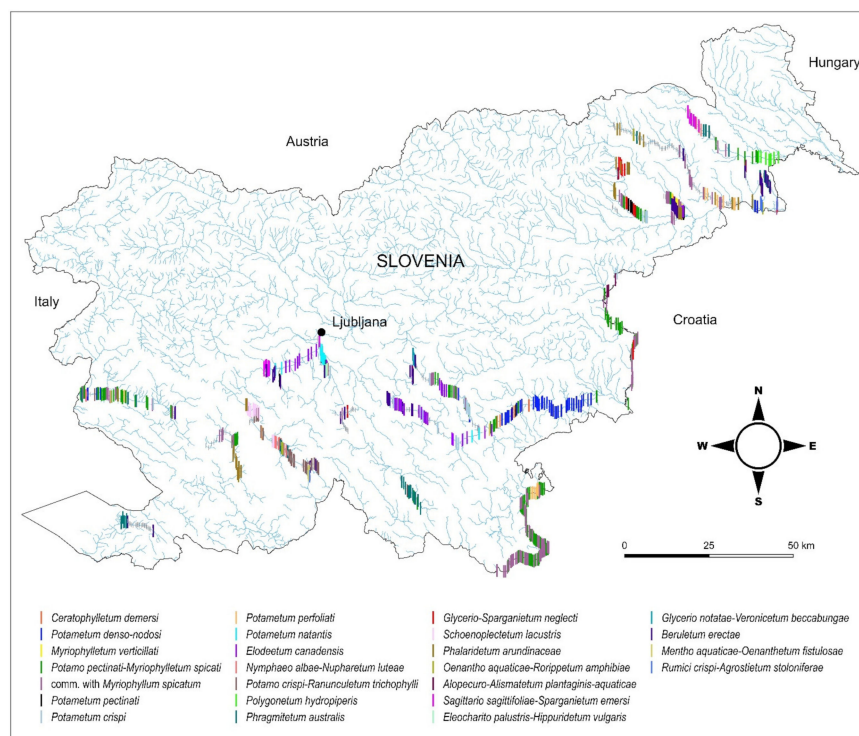 Hungary
Austria
SLOVENIA
Italy
Ljubljana
Croatia
N
W E
S
0 25 50 km
Ceratophylletum demersi
Potametum denso-nodosi
Myriophylletum verticillati
Potamo pectinati-Myriophylletum spicati
comm. with Myriophyllum spicatum
Potametum pectinati
Potametum crispi
Potametum perfoliati
Potametum natantis
Elodeetum canadensis
Nymphaeo albae-Nupharetum luteae
Potamo crispi-Ranunculetum trichophylli
Polygonetum hydropiperis
Phragmitetum australis
Glycerio-Sparganietum neglecti
Schoenoplectetum lacustris
Phalaridetum arundinaceae
Oenantho aquaticae-Rorippetum amphibiae
Alopecuro-Alismatetum plantaginis-aquaticae
Sagittario sagittifoliae-Sparganietum emersi
Eleocharito palustris-Hippuridetum vulgaris
Glycerio notatae-Veronicetum beccabungae
Beruletum erectae
Mentho aquaticae-Oenanthetum fistulosae
Rumici crispi-Agrostietum stoloniferae